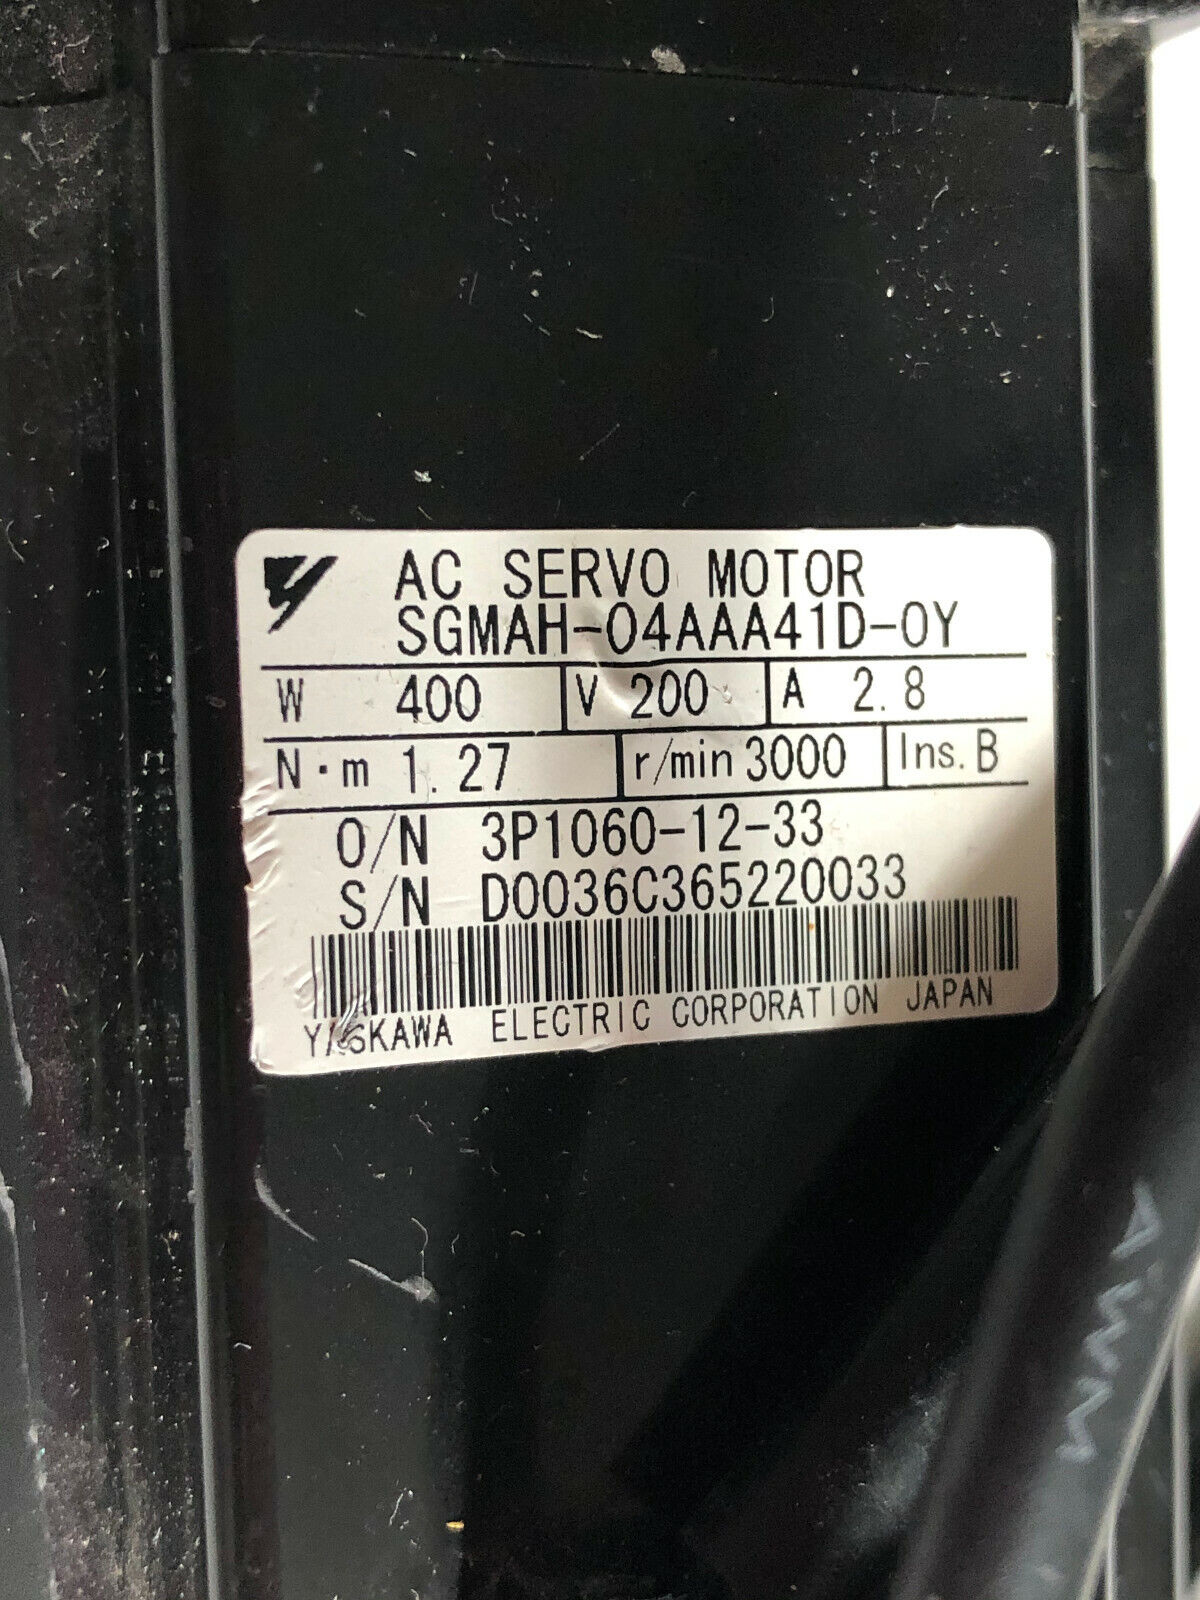 AC SERVO MOTOR
SGMAH-04AAA41D-0Y
W 400 V 200 A 2.8
N·m 1.27 r/min 3000 Ins. B
O/N 3P1060-12-33
S/N D0036C365220033
YASKAWA ELECTRIC CORPORATION JAPAN
AWM